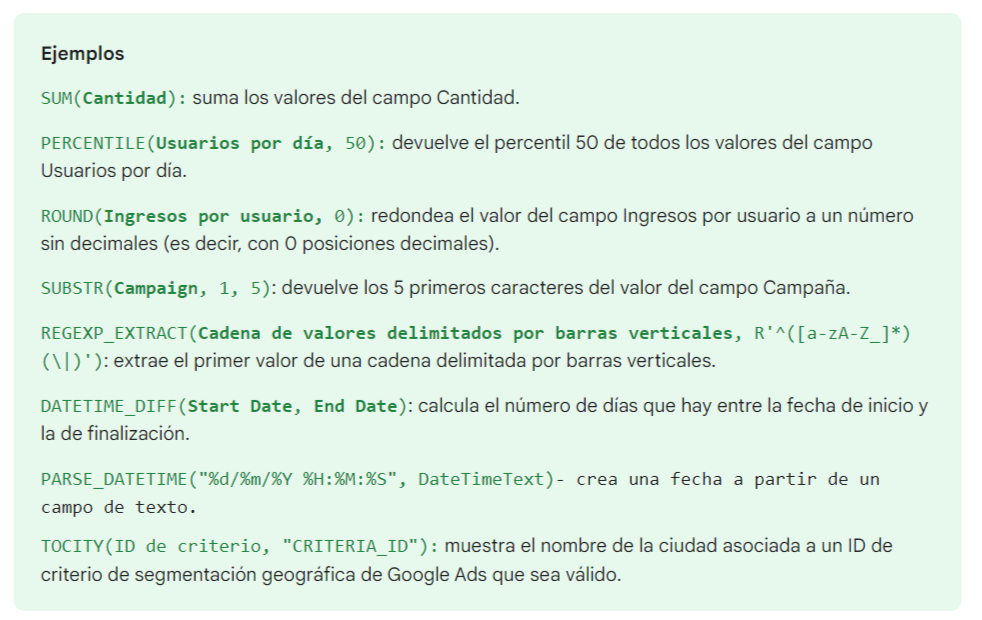 Ejemplos
SUM(Cantidad): suma los valores del campo Cantidad.
PERCENTILE(Usuarios por día, 50): devuelve el percentil 50 de todos los valores del campo
Usuarios por día.
ROUND(Ingresos por usuario, 0): redondea el valor del campo Ingresos por usuario a un número
sin decimales (es decir, con 0 posiciones decimales).
SUBSTR(Campaign, 1, 5): devuelve los 5 primeros caracteres del valor del campo Campaña.
REGEXP_EXTRACT(Cadena de valores delimitados por barras verticales, R'^([a-zA-Z_]*)
(\|)'): extrae el primer valor de una cadena delimitada por barras verticales.
DATETIME_DIFF(Start Date, End Date): calcula el número de días que hay entre la fecha de inicio y
la de finalización.
PARSE_DATETIME("%d/%m/%Y %H:%M:%S", DateTimeText)- crea una fecha a partir de un
campo de texto.
TOCITY(ID de criterio, "CRITERIA_ID"): muestra el nombre de la ciudad asociada a un ID de
criterio de segmentación geográfica de Google Ads que sea válido.